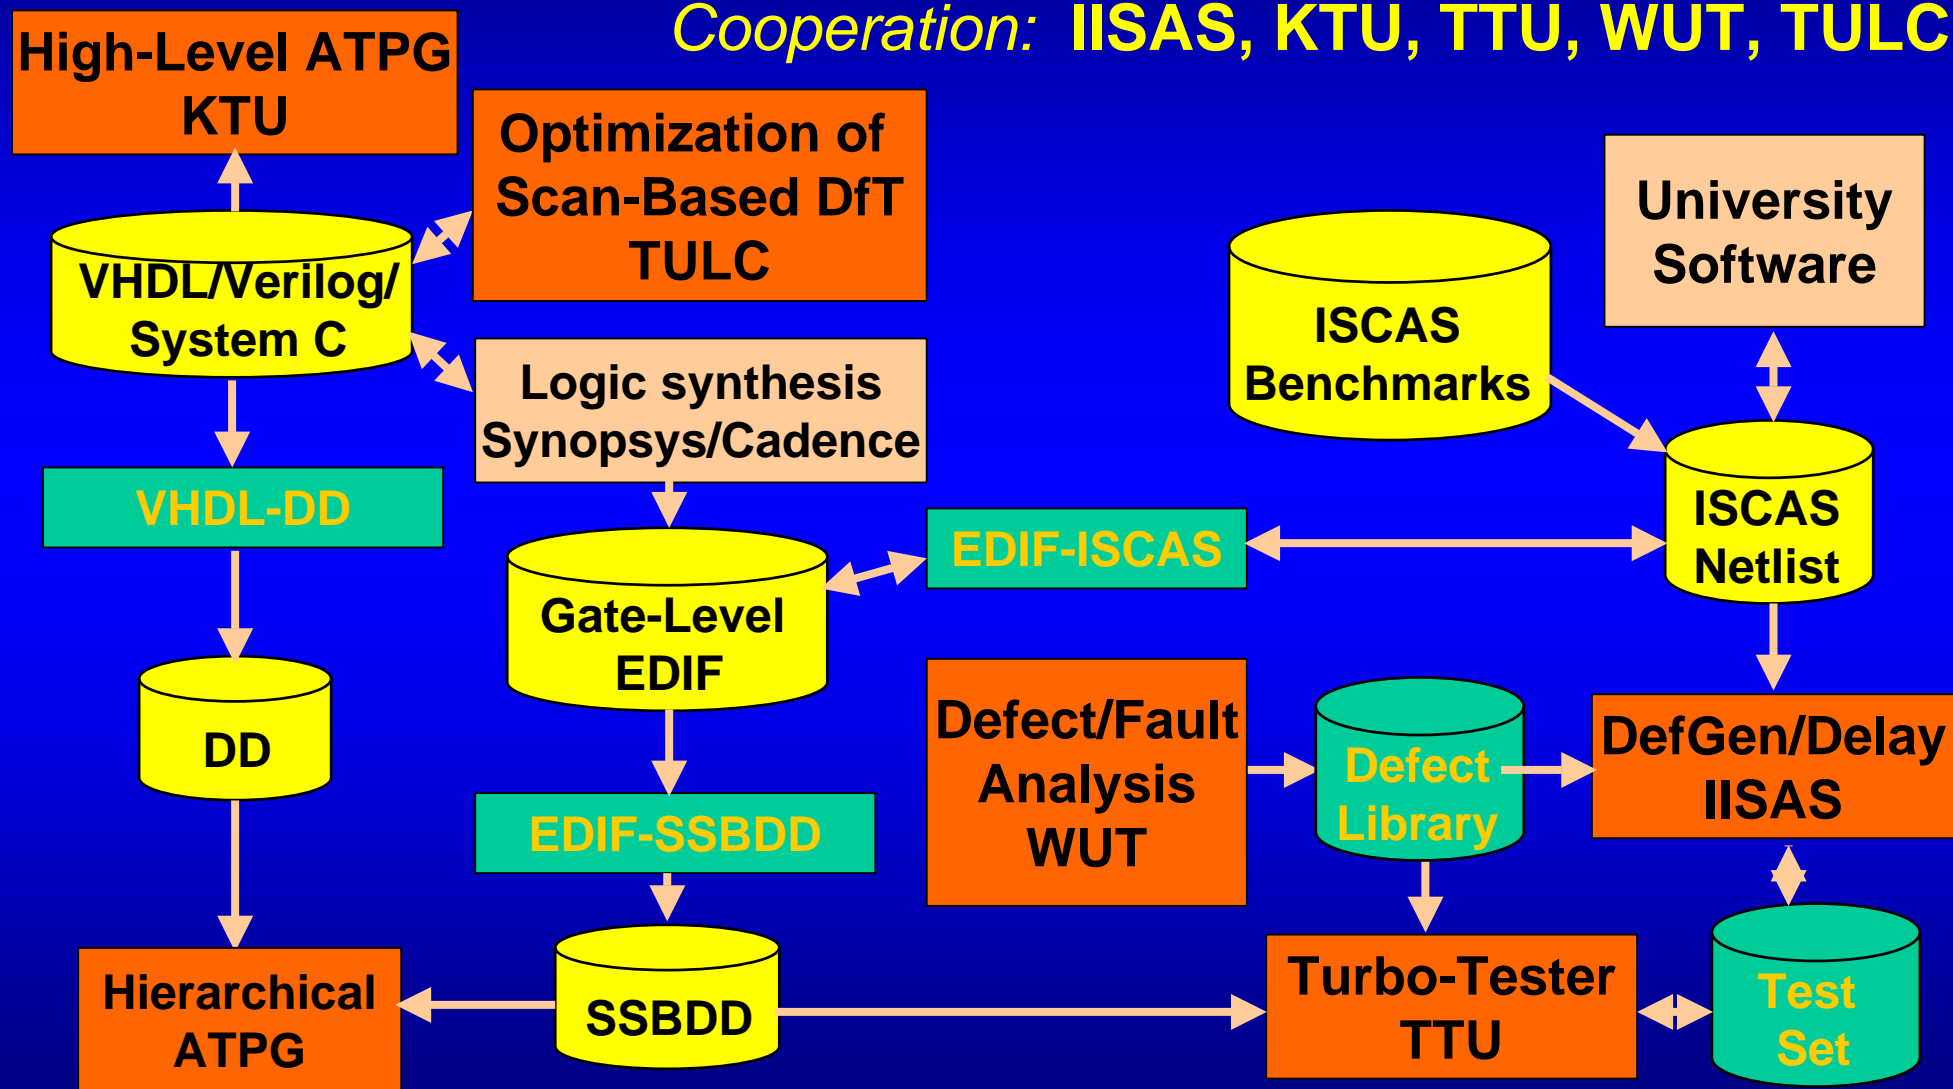 Cooperation: IISAS, KTU, TTU, WUT, TULC
High-Level ATPG
KTU
Optimization of
Scan-Based DfT
TULC
University
Software
VHDL/Verilog/
System C
ISCAS
Benchmarks
Logic synthesis
Synopsys/Cadence
VHDL-DD
EDIF-ISCAS
ISCAS
Netlist
Gate-Level
EDIF
DD
Defect/Fault
Analysis
WUT
Defect
Library
DefGen/Delay
IISAS
EDIF-SSBDD
Hierarchical
ATPG
SSBDD
Turbo-Tester
TTU
Test
Set